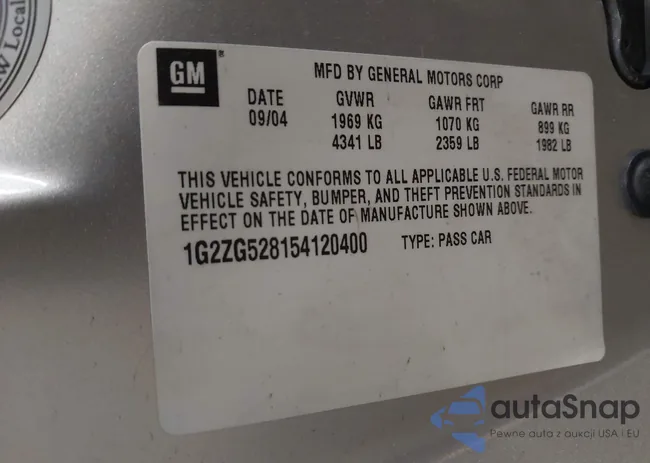 w Local
GM
MFD BY GENERAL MOTORS CORP
DATE GVWR GAWR FRT GAWR RR
09/04 1969 KG 1070 KG 899 KG
4341 LB 2359 LB 1982 LB
THIS VEHICLE CONFORMS TO ALL APPLICABLE U.S. FEDERAL MOTOR
VEHICLE SAFETY, BUMPER, AND THEFT PREVENTION STANDARDS IN
EFFECT ON THE DATE OF MANUFACTURE SHOWN ABOVE.
1G2ZG528154120400 TYPE: PASS CAR
autaSnap
Pewne auta z aukcji USA i EU